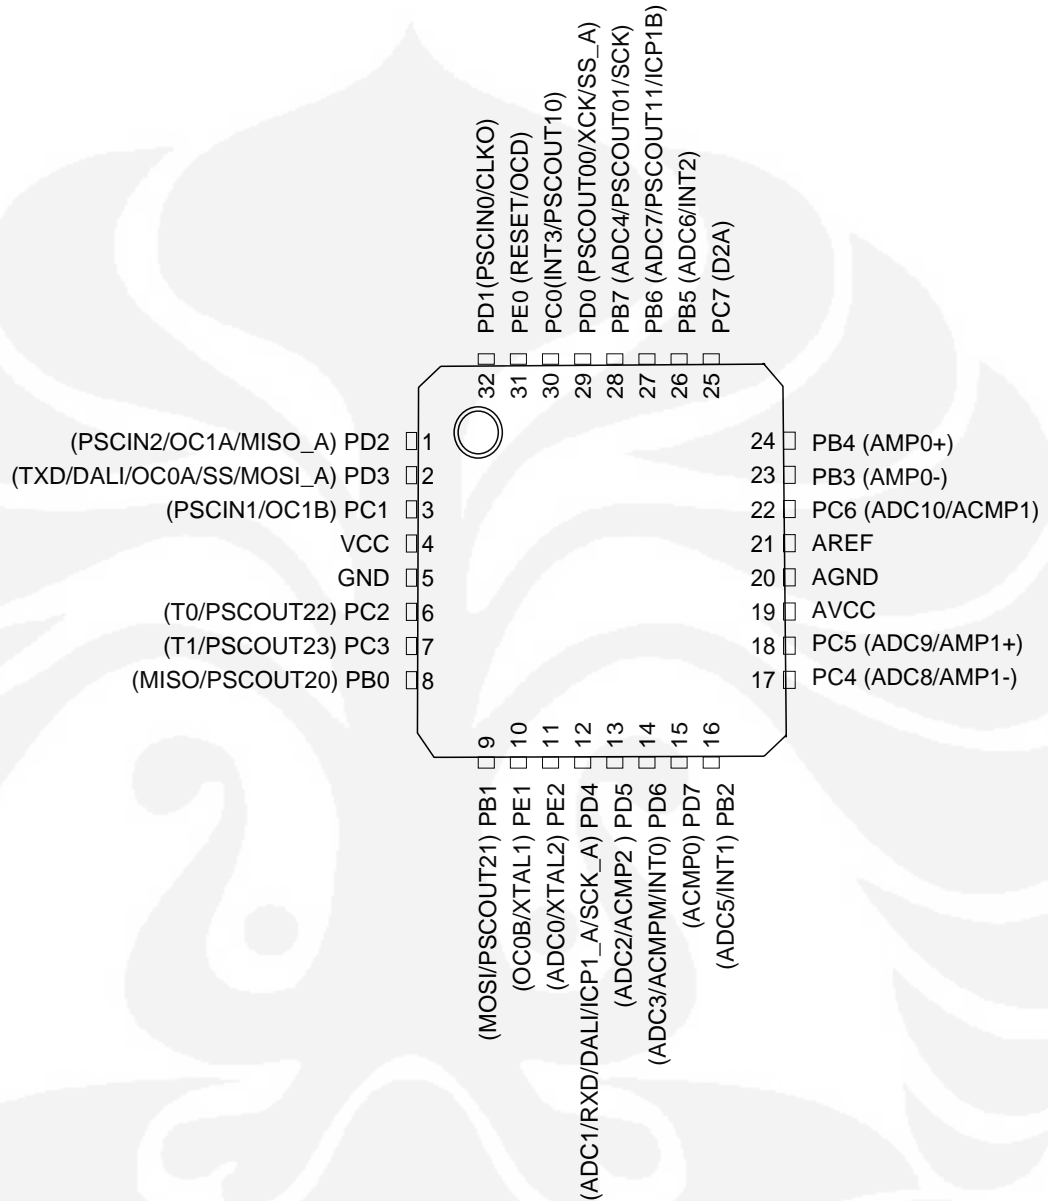 PD1(PSCIN0/CLKO)
PE0 (RESET/OCD)
PC0(INT3/PSCOUT10)
PD0 (PSCOUT00/XCK/SS_A)
PB7 (ADC4/PSCOUT01/SCK)
PB6 (ADC7/PSCOUT11/ICP1B)
PB5 (ADC6/INT2)
PC7 (D2A)
32
31
30
29
28
27
26
25
(PSCIN2/OC1A/MISO_A) PD2 1
(TXD/DALI/OC0A/SS/MOSI_A) PD3 2
(PSCIN1/OC1B) PC1 3
VCC 4
GND 5
(T0/PSCOUT22) PC2 6
(T1/PSCOUT23) PC3 7
(MISO/PSCOUT20) PB0 8
24 PB4 (AMP0+)
23 PB3 (AMP0-)
22 PC6 (ADC10/ACMP1)
21 AREF
20 AGND
19 AVCC
18 PC5 (ADC9/AMP1+)
17 PC4 (ADC8/AMP1-)
9
10
11
12
13
14
15
16
(MOSI/PSCOUT21) PB1
(OC0B/XTAL1) PE1
(ADC0/XTAL2) PE2
(ADC1/RXD/DALI/ICP1_A/SCK_A) PD4
(ADC2/ACMP2 ) PD5
(ADC3/ACMPM/INT0) PD6
(ACMP0) PD7
(ADC5/INT1) PB2